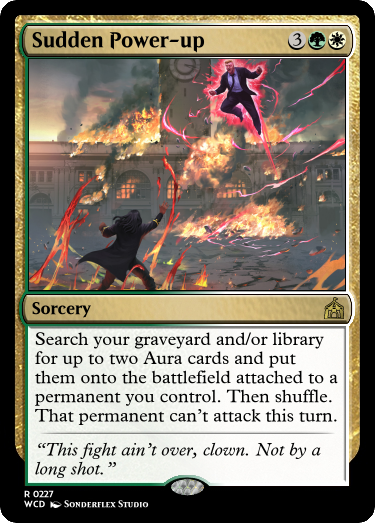 Sudden Power-up 3
Sorcery
Search your graveyard and/or library
for up to two Aura cards and put
them onto the battlefield attached to a
permanent you control. Then shuffle.
That permanent can't attack this turn.
“This fight ain't over, clown. Not by a
long shot.”
R 0227
WCD Sonderflex Studio